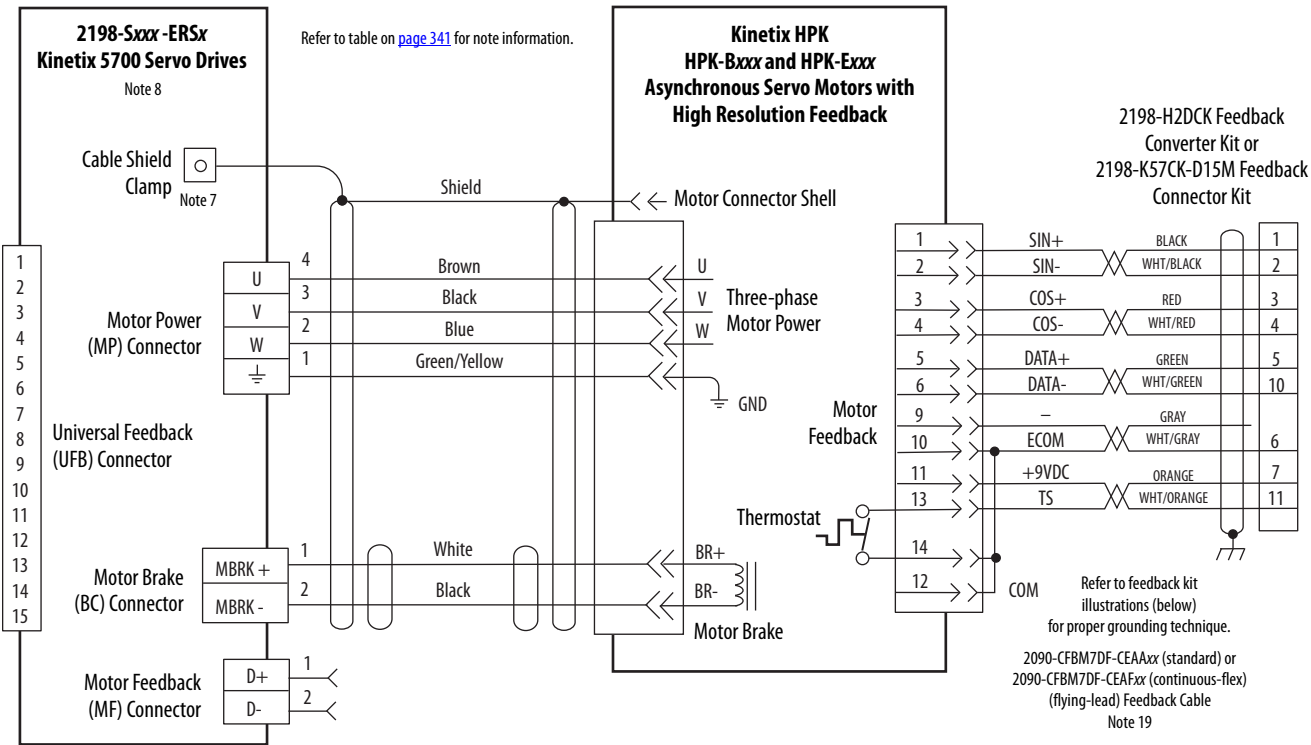 2198-Sxxx -ERSx
Kinetix 5700 Servo Drives
Note 8
Refer to table on page 341 for note information.
Kinetix HPK
HPK-Bxxx and HPK-Exxx
Asynchronous Servo Motors with
High Resolution Feedback
2198-H2DCK Feedback
Converter Kit or
2198-K57CK-D15M Feedback
Connector Kit
Cable Shield
Clamp
Note 7
Shield
Motor Connector Shell
1
2
3
4
5
6
7
8
9
10
11
12
13
14
15
Universal Feedback
(UFB) Connector
Motor Power
(MP) Connector
U 4 Brown U
V 3 Black V
W 2 Blue W
1 Green/Yellow GND
Three-phase
Motor Power
Motor Brake
(BC) Connector
MBRK + 1 White BR+
MBRK - 2 Black BR-
Motor Brake
Motor Feedback
(MF) Connector
D+ 1
D- 2
Motor
Feedback
Thermostat
1 SIN+ BLACK 1
2 SIN- WHT/BLACK 2
3 COS+ RED 3
4 COS- WHT/RED 4
5 DATA+ GREEN 5
6 DATA- WHT/GREEN 10
9 – GRAY
10 ECOM WHT/GRAY 6
11 +9VDC ORANGE 7
13 TS WHT/ORANGE 11
14
12 COM
Refer to feedback kit
illustrations (below)
for proper grounding technique.
2090-CFBM7DF-CEAAxx (standard) or
2090-CFBM7DF-CEAFxx (continuous-flex)
(flying-lead) Feedback Cable
Note 19